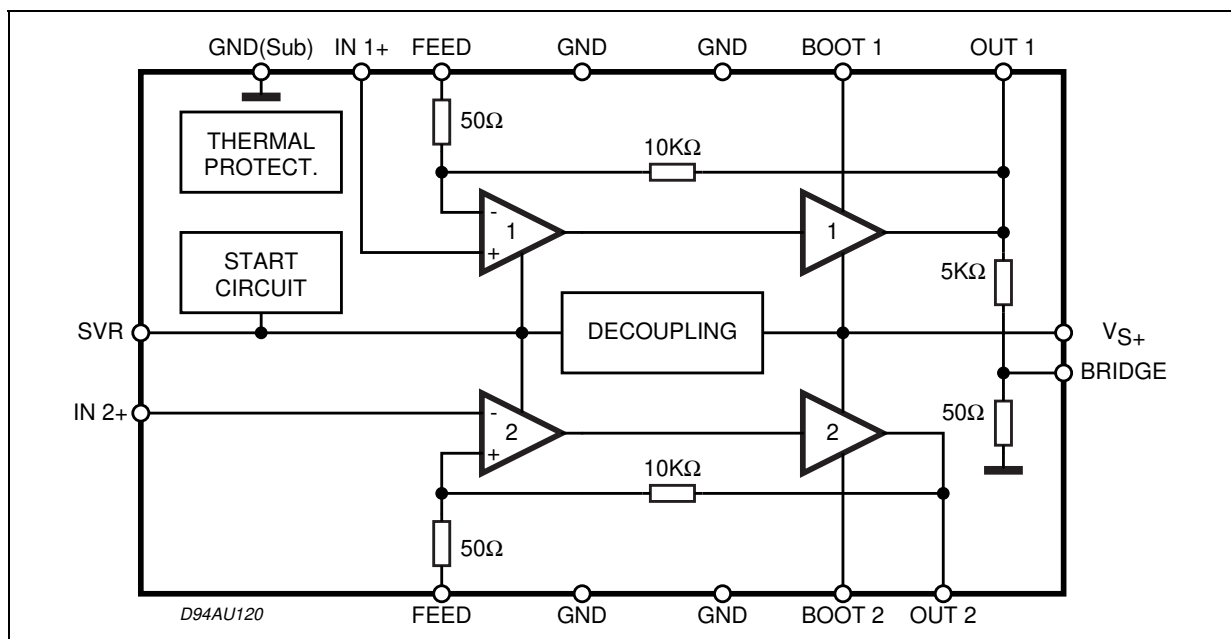 GND(Sub) IN 1+ FEED GND GND BOOT 1 OUT 1
50Ω
THERMAL
PROTECT.
10KΩ
-
1
+
1
START
CIRCUIT
5KΩ
SVR
DECOUPLING
VS+
BRIDGE
IN 2+
-
2
+
2
50Ω
10KΩ
50Ω
D94AU120
FEED GND GND BOOT 2 OUT 2